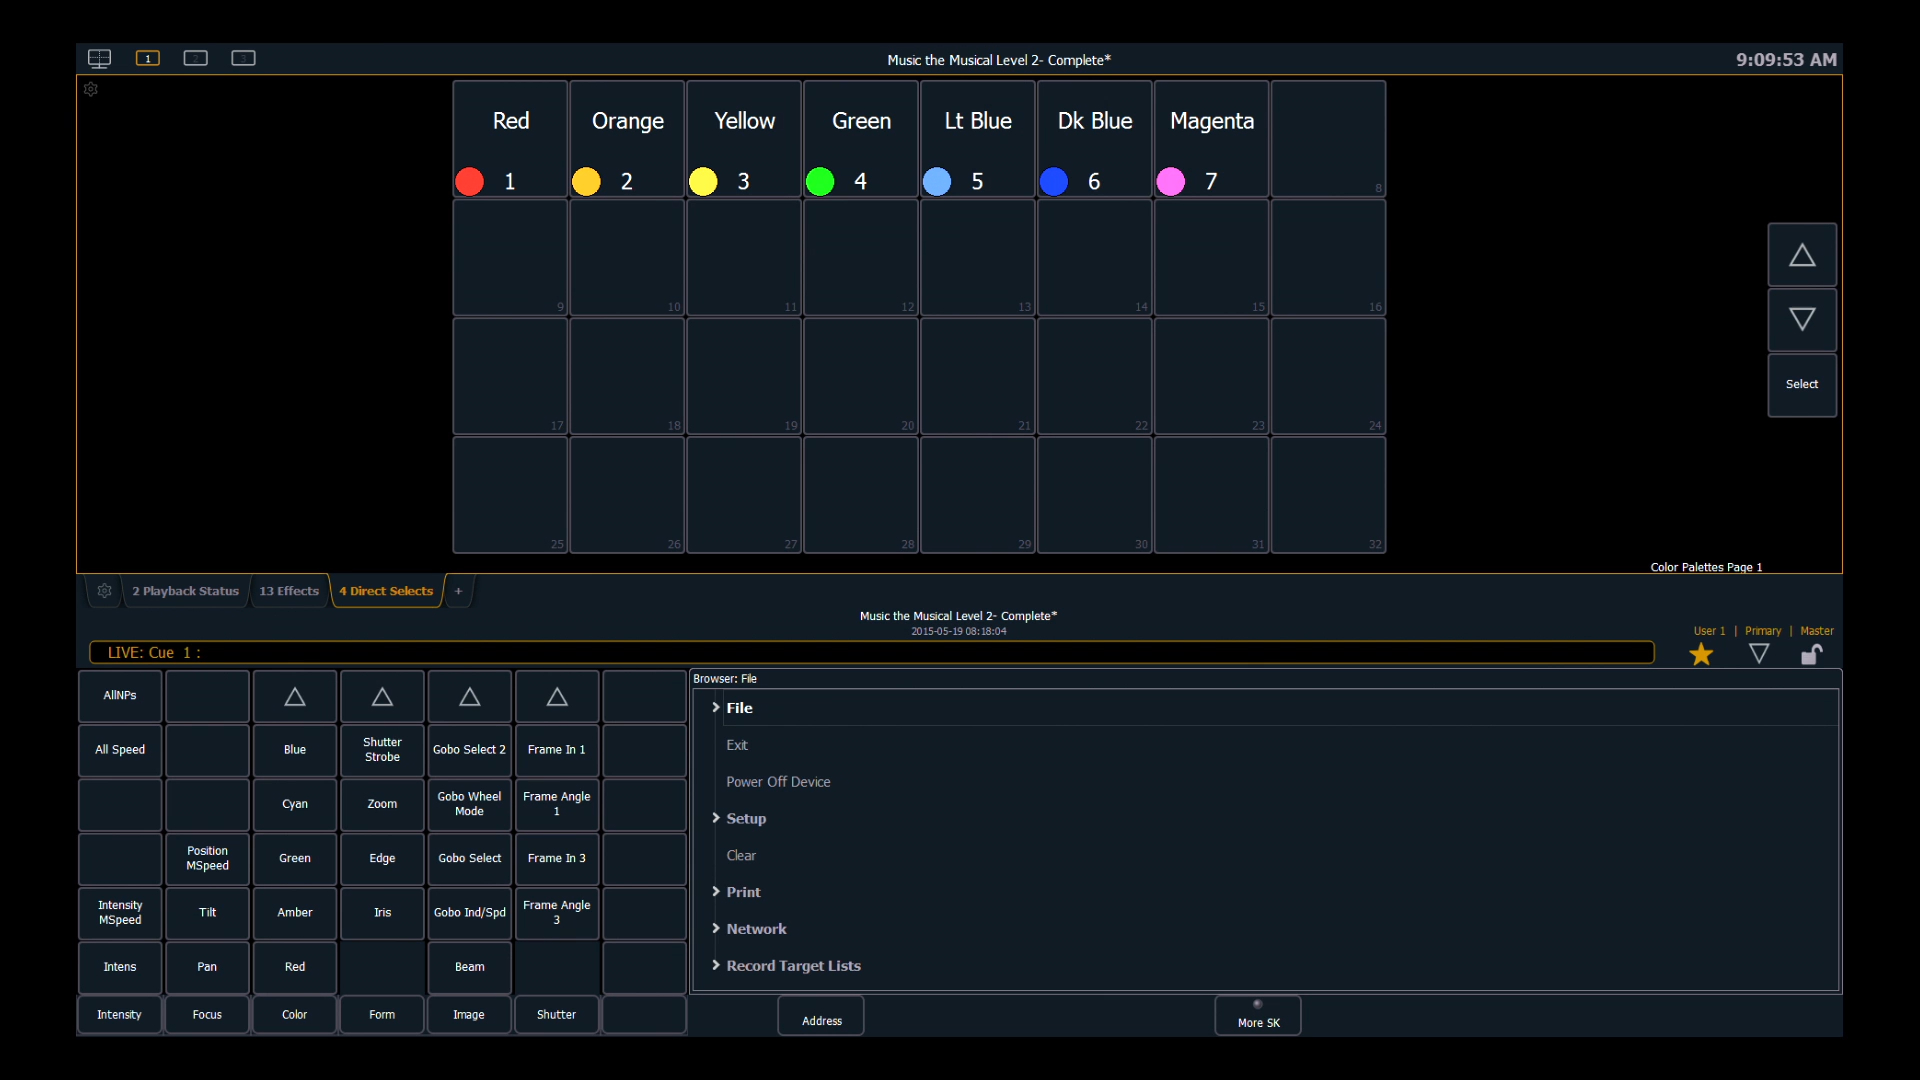 1 2 3 Music the Musical Level 2- Complete* 9:09:53 AM
Red Orange Yellow Green Lt Blue Dk Blue Magenta
1 2 3 4 5 6 7 8
9 10 11 12 13 14 15 16
17 18 19 20 21 22 23 24
Select
25 26 27 28 29 30 31 32
Color Palettes Page 1
2 Playback Status 13 Effects 4 Direct Selects +
Music the Musical Level 2- Complete*
2015-05-19 08:18:04
User 1 | Primary | Master
LIVE: Cue 1 :
AllNPs
All Speed Blue Shutter Strobe Gobo Select 2 Frame In 1
Cyan Zoom Gobo Wheel Mode Frame Angle 1
Position MSpeed Green Edge Gobo Select Frame In 3
Intensity MSpeed Tilt Amber Iris Gobo Ind/Spd Frame Angle 3
Intens Pan Red Beam
Intensity Focus Color Form Image Shutter
Browser: File
File
Exit
Power Off Device
Setup
Clear
Print
Network
Record Target Lists
Address More SK